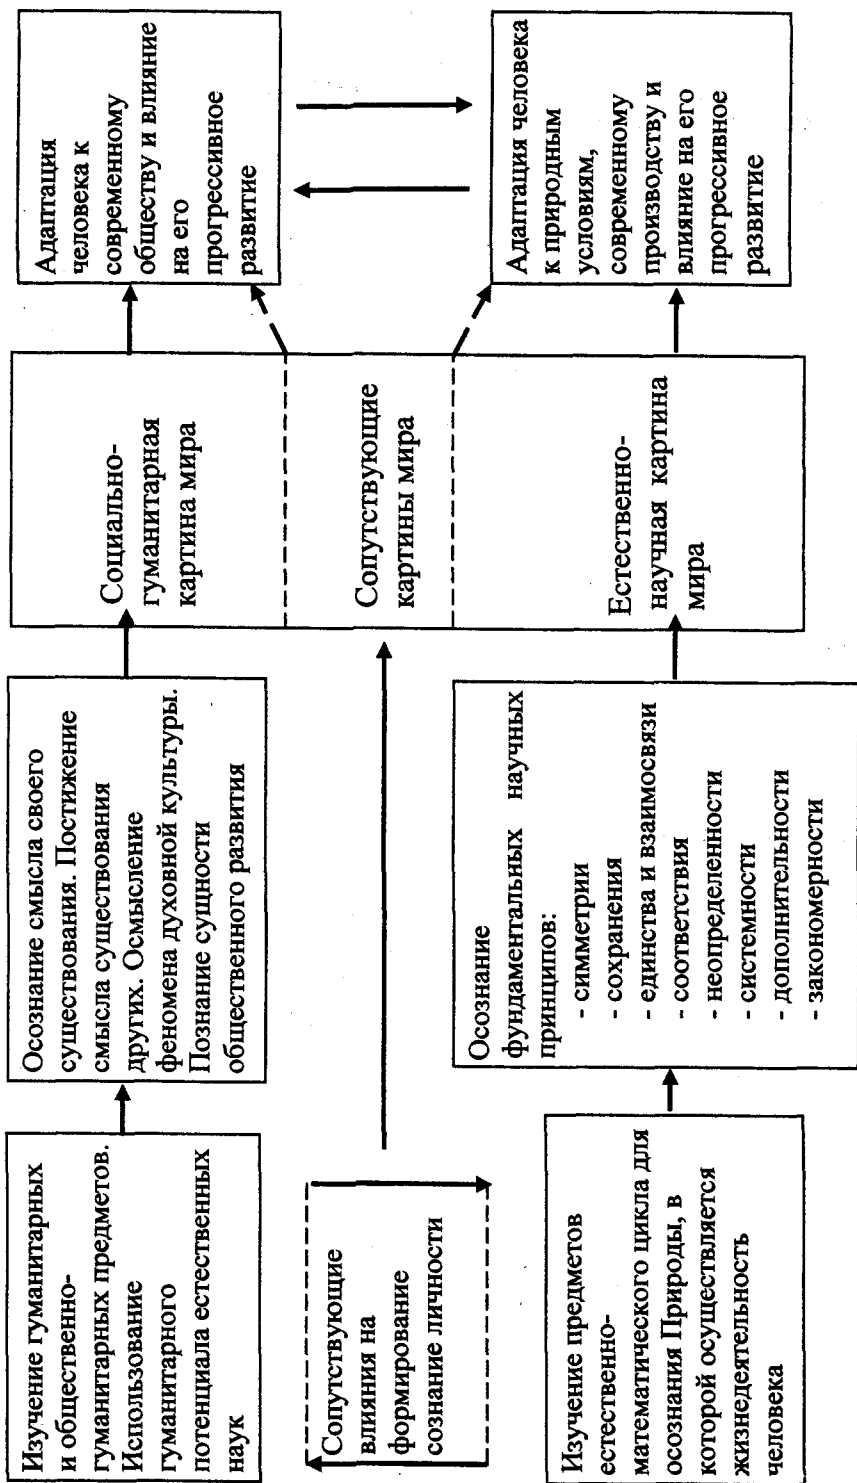 Изучение гуманитарных
и общественно-
гуманитарных предметов.
Использование
гуманитарного
потенциала естественных
наук
Осознание смысла своего
существования. Постижение
смысла существования
других. Осмысление
феномена духовной культуры.
Познание сущности
общественного развития
Социально-
гуманитарная
картина мира
Адаптация
человека к
современному
обществу и влияние
на его
прогрессивное
развитие
Сопутствующие
влияния на
формирование
сознание личности
Сопутствующие
картины мира
Изучение предметов
естественно-
математического цикла для
осознания Природы, в
которой осуществляется
жизнедеятельность
человека
Осознание
фундаментальных научных
принципов:
- симметрии
- сохранения
- единства и взаимосвязи
- соответствия
- неопределенности
- системности
- дополнительности
- закономерности
Естественно-
научная картина
мира
Адаптация человека
к природным
условиям,
современному
производству и
влияние на его
прогрессивное
развитие